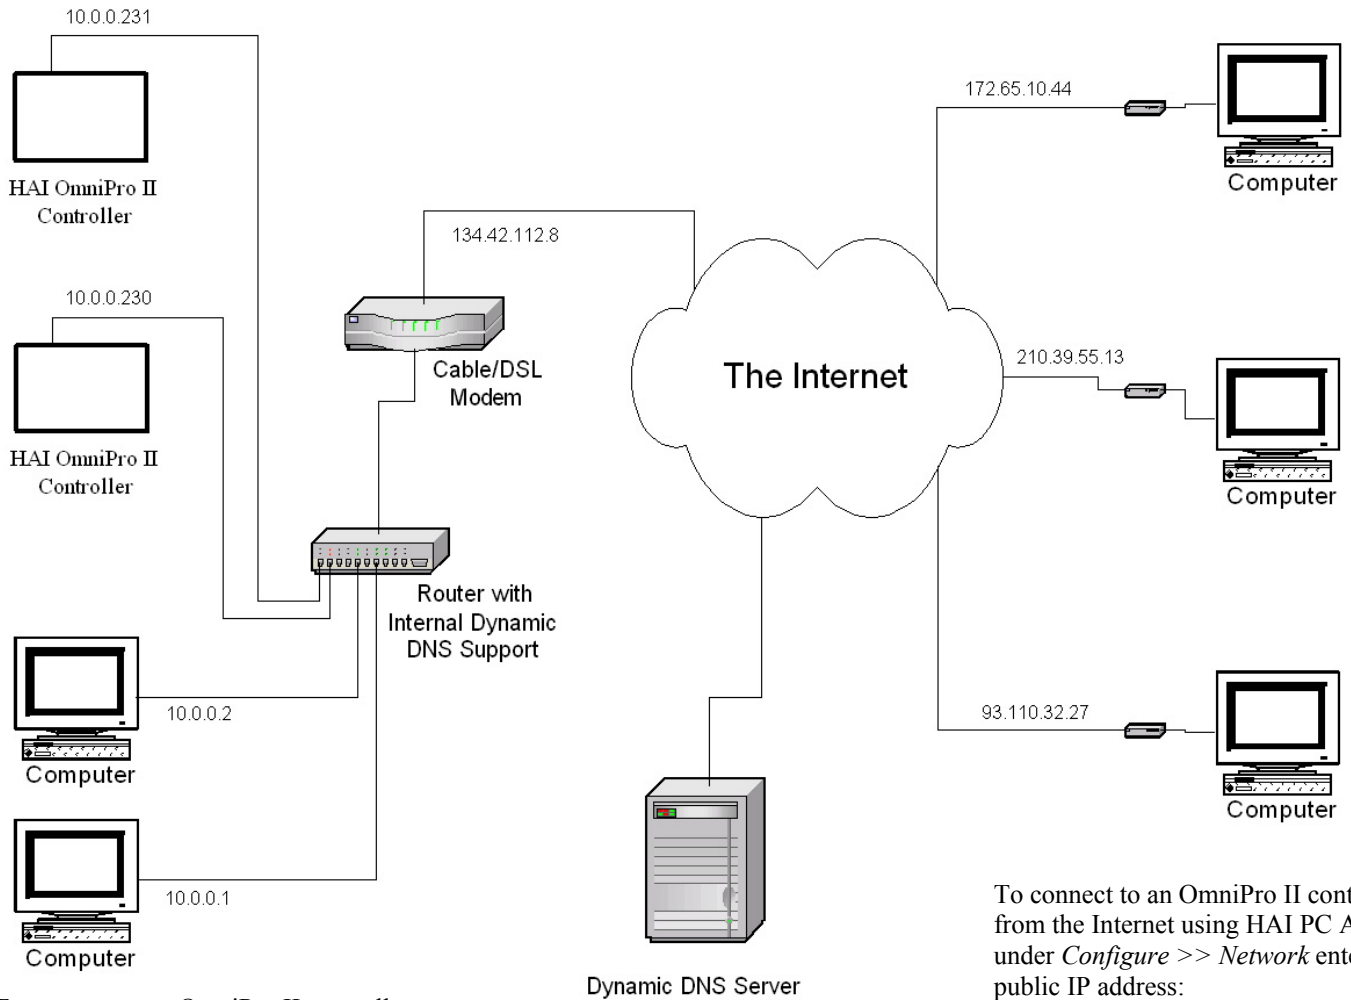 10.0.0.231
HAI OmniPro II
Controller
10.0.0.230
HAI OmniPro II
Controller
134.42.112.8
Cable/DSL
Modem
Router with
Internal Dynamic
DNS Support
10.0.0.2
Computer
10.0.0.1
Computer
The Internet
Dynamic DNS Server
172.65.10.44
Computer
210.39.55.13
Computer
93.110.32.27
Computer
To connect to an OmniPro II cont
from the Internet using HAI PC A
under Configure >> Network ente
public IP address: